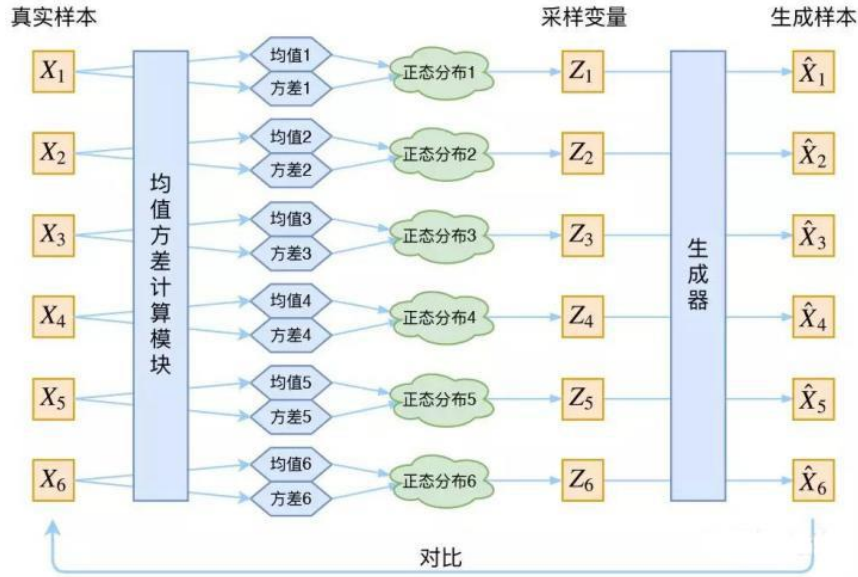 真实样本 采样变量 生成样本
X₁ 均值1 方差1 正态分布1 Z₁ X̂₁
X₂ 均值2 方差2 正态分布2 Z₂ X̂₂
X₃ 均值3 方差3 正态分布3 Z₃ X̂₃
X₄ 均值4 方差4 正态分布4 Z₄ X̂₄
X₅ 均值5 方差5 正态分布5 Z₅ X̂₅
X₆ 均值6 方差6 正态分布6 Z₆ X̂₆
均值方差计算模块
生成器
对比